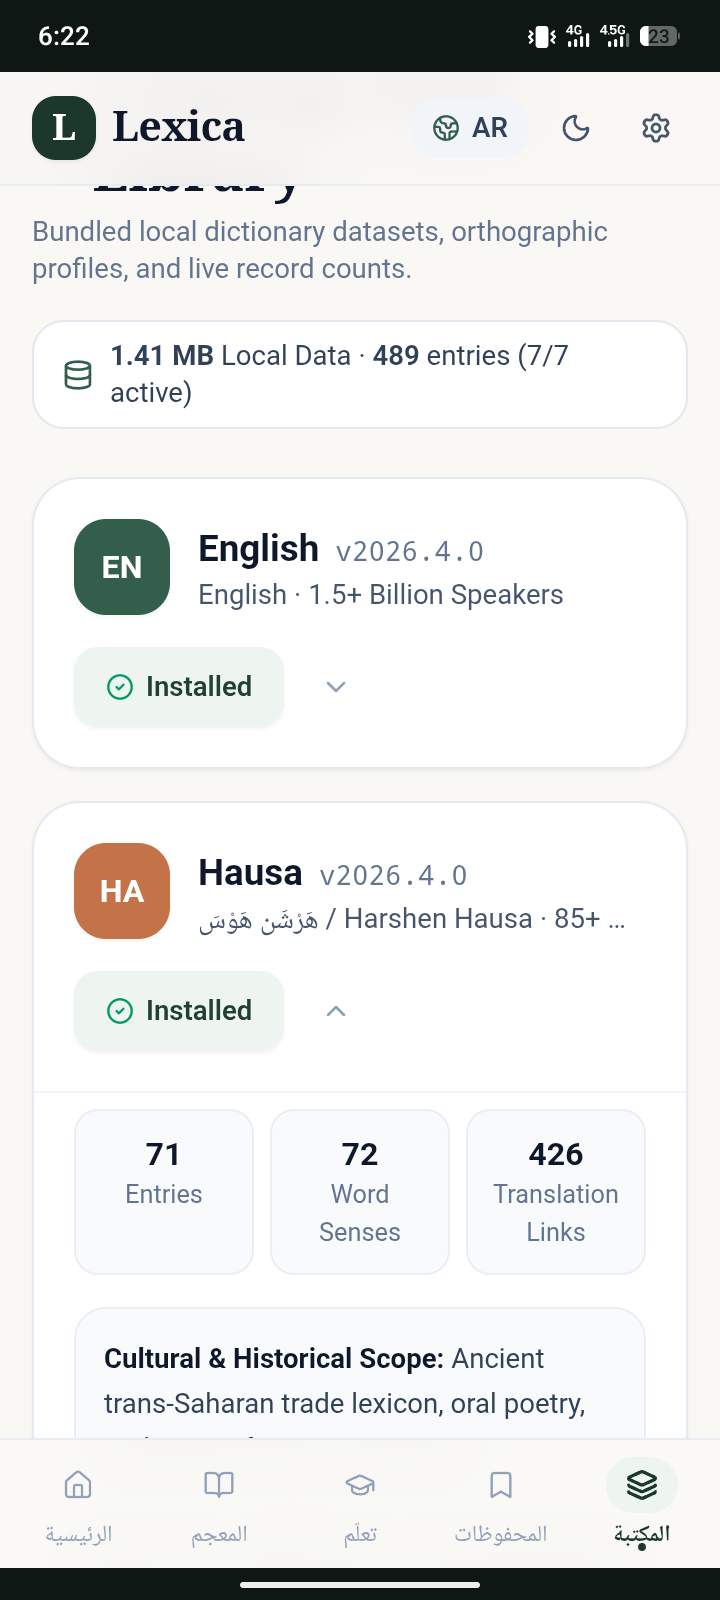 6:22
4G 4.5G 23
L Lexica AR
Library
Bundled local dictionary datasets, orthographic
profiles, and live record counts.
1.41 MB Local Data · 489 entries (7/7
active)
EN English v2026.4.0
English · 1.5+ Billion Speakers
Installed
HA Hausa v2026.4.0
هَرْشَن هَوْسَ / Harshen Hausa · 85+ ...
Installed
71 72 426
Entries Word Translation
Senses Links
Cultural & Historical Scope: Ancient
trans-Saharan trade lexicon, oral poetry,
الرئيسية المعجم تعلّم المحفوظات المكتبة